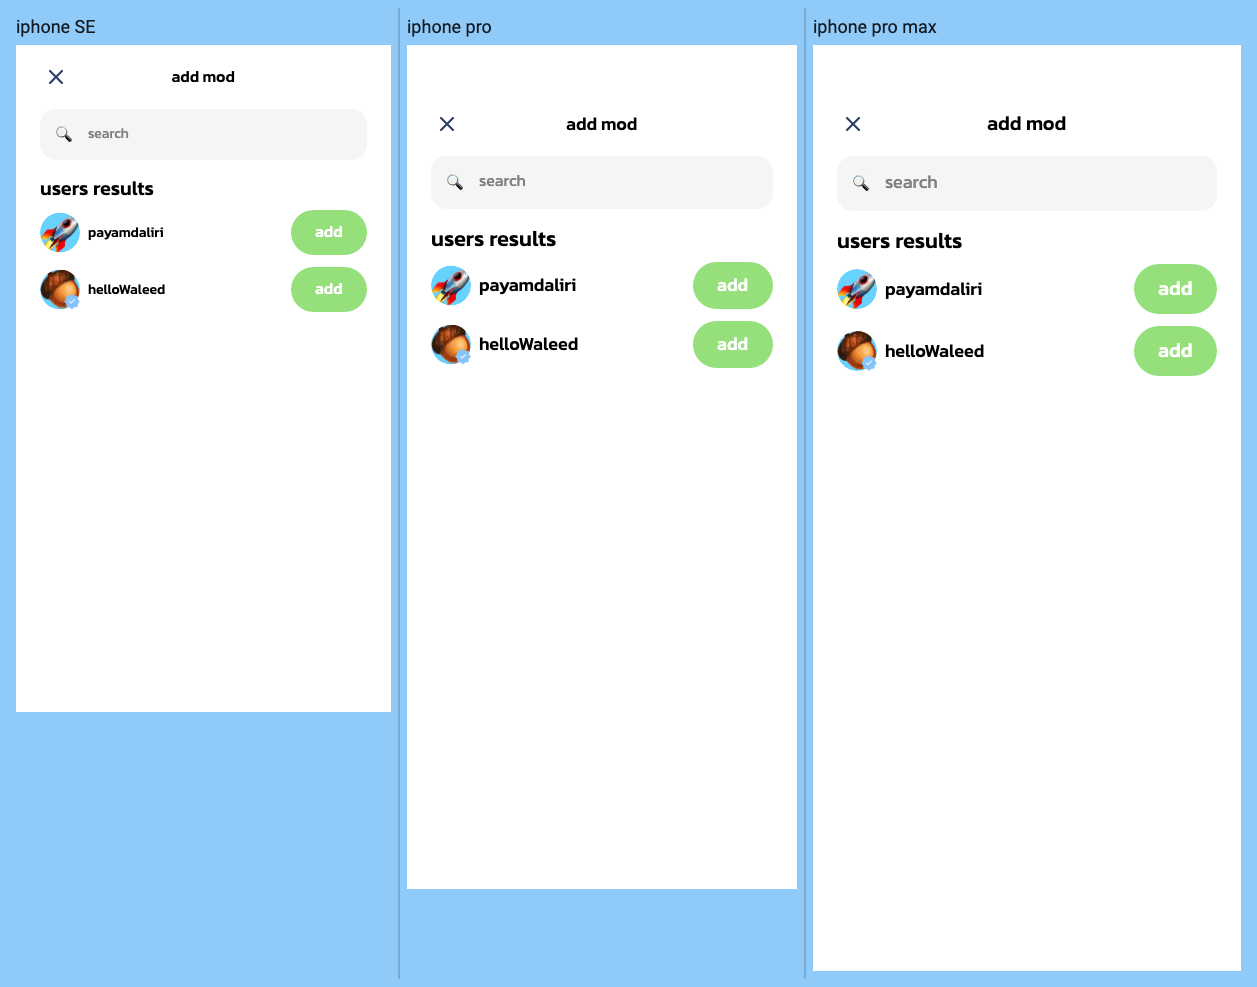 iphone SE
add mod
search
users results
payamdaliri
add
helloWaleed
add
iphone pro
add mod
search
users results
payamdaliri
add
helloWaleed
add
iphone pro max
add mod
search
users results
payamdaliri
add
helloWaleed
add